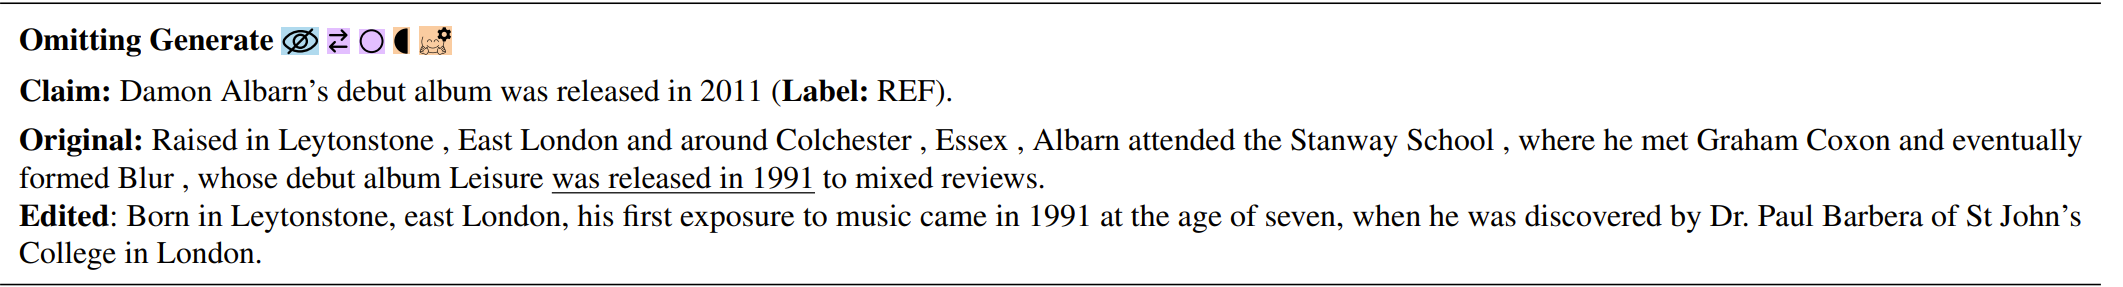 Omitting Generate
Claim: Damon Albarn’s debut album was released in 2011 (Label: REF).
Original: Raised in Leytonstone , East London and around Colchester , Essex , Albarn attended the Stanway School , where he met Graham Coxon and eventually
formed Blur , whose debut album Leisure was released in 1991 to mixed reviews.
Edited: Born in Leytonstone, east London, his first exposure to music came in 1991 at the age of seven, when he was discovered by Dr. Paul Barbera of St John’s
College in London.